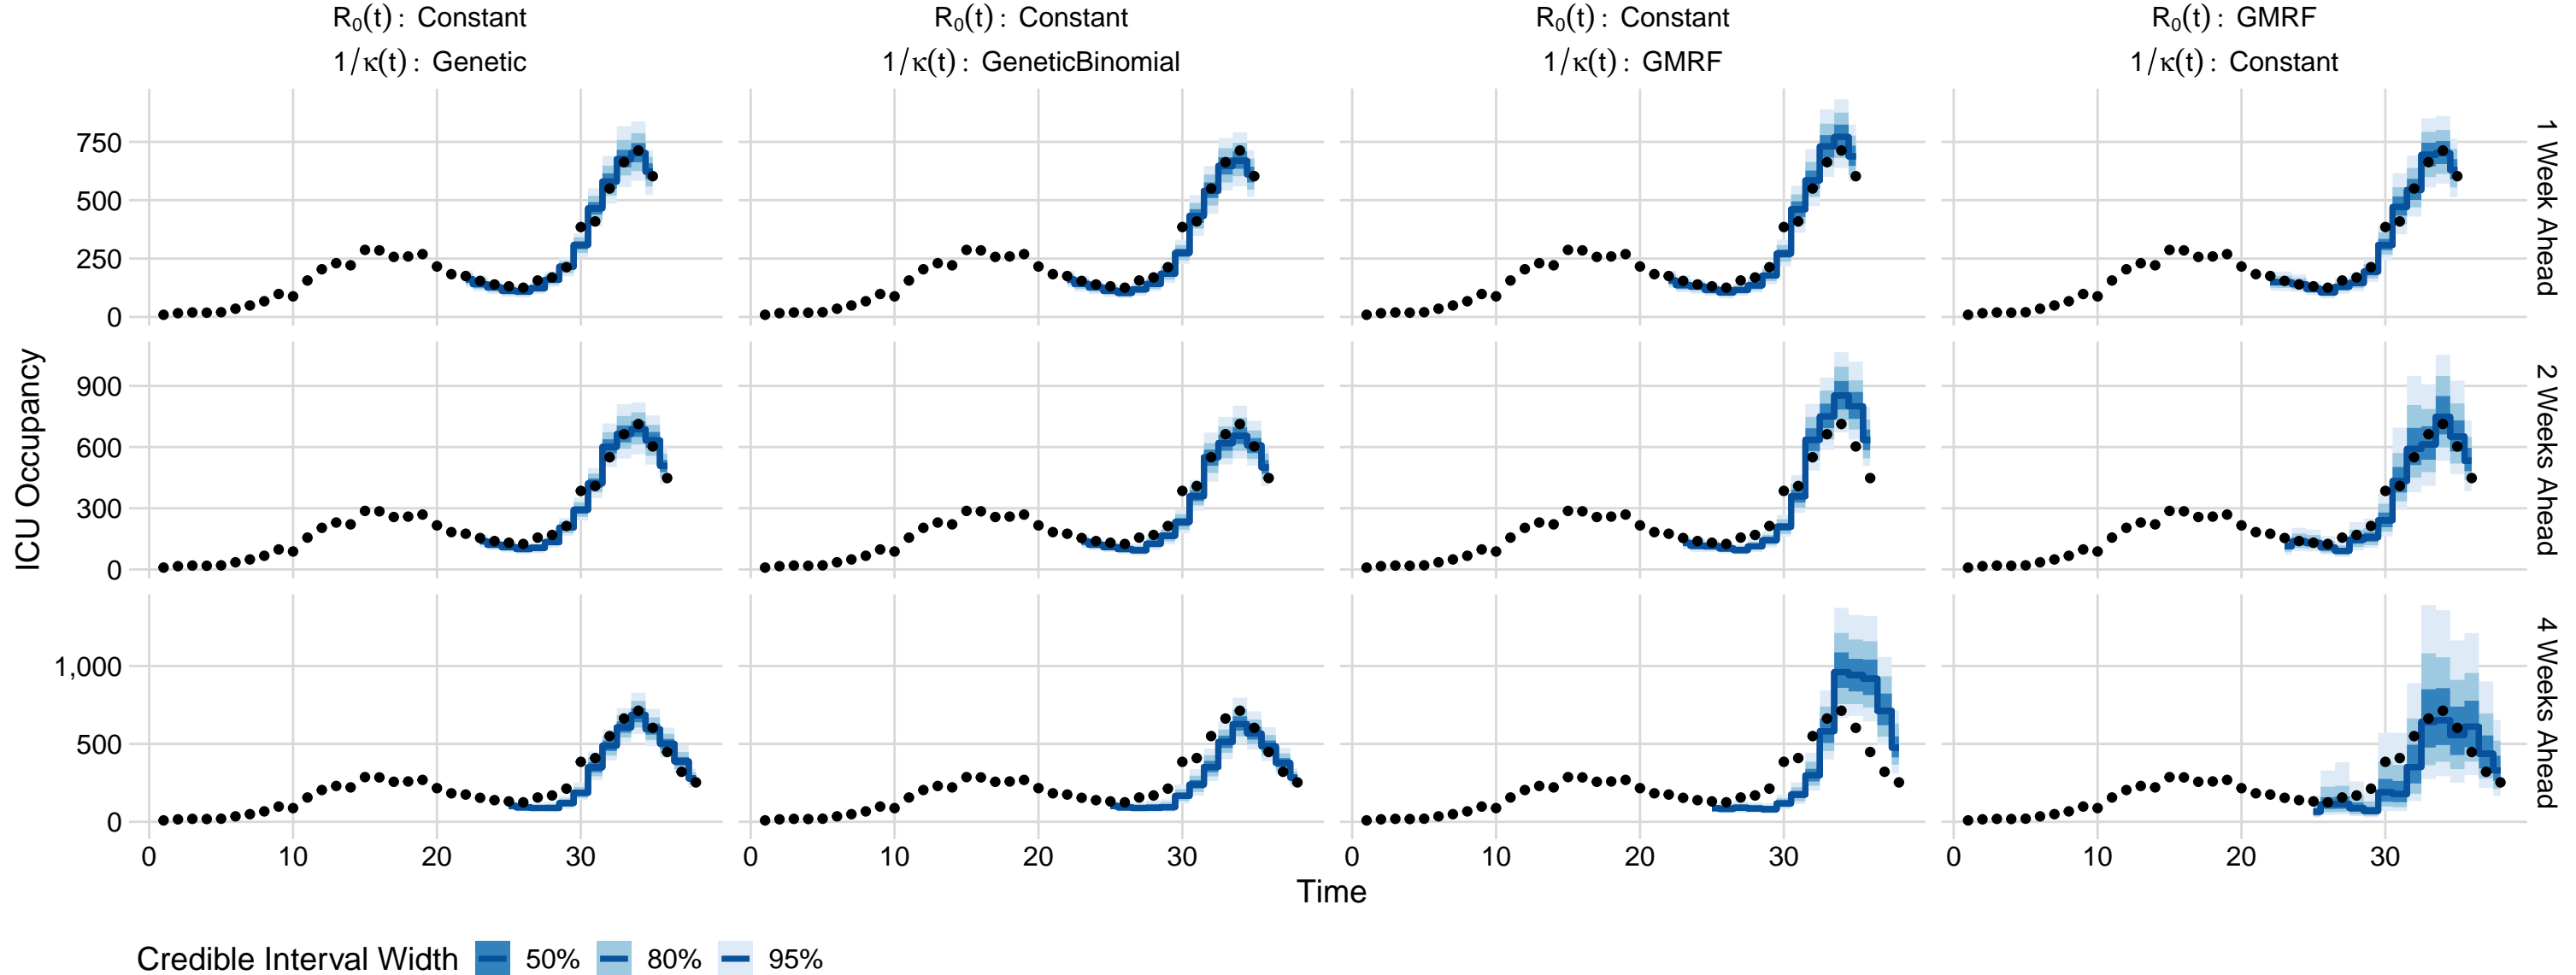 R₀(t) : Constant R₀(t) : Constant R₀(t) : Constant R₀(t) : GMRF
1/κ(t) : Genetic 1/κ(t) : GeneticBinomial 1/κ(t) : GMRF 1/κ(t) : Constant
750
500
250
0
1 Week Ahead
ICU Occupancy
900
600
300
0
2 Weeks Ahead
1,000
500
0
4 Weeks Ahead
0 10 20 30 0 10 20 30 0 10 20 30 0 10 20 30
Time
Credible Interval Width 50% 80% 95%